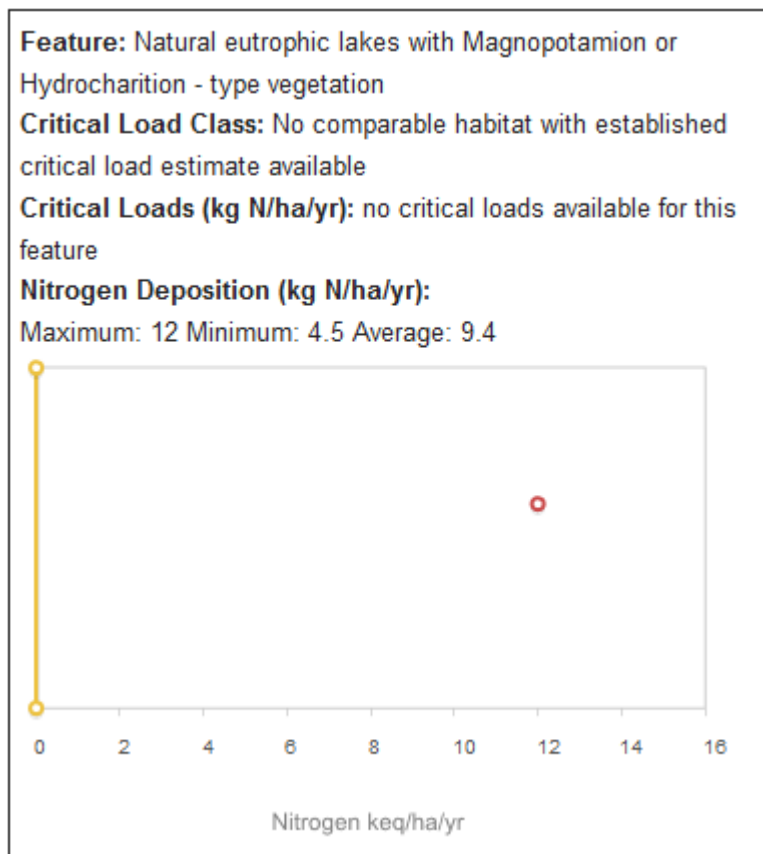 Feature: Natural eutrophic lakes with Magnopotamion or
Hydrocharition - type vegetation
Critical Load Class: No comparable habitat with established
critical load estimate available
Critical Loads (kg N/ha/yr): no critical loads available for this
feature
Nitrogen Deposition (kg N/ha/yr):
Maximum: 12 Minimum: 4.5 Average: 9.4
0 2 4 6 8 10 12 14 16
Nitrogen keq/ha/yr